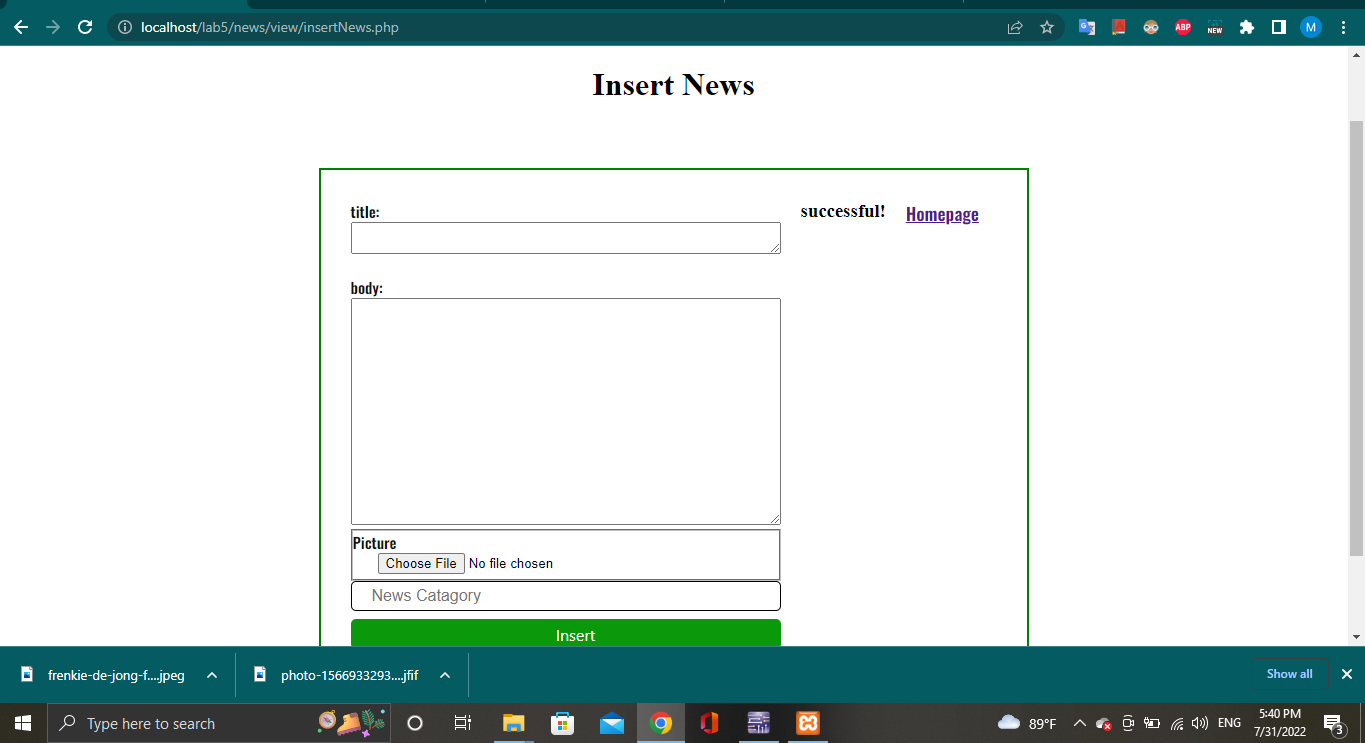 localhost/lab5/news/view/insertNews.php
ABP
NEW
M
Insert News
title:
successful! Homepage
body:
Picture
Choose File No file chosen
News Catagory
Insert
frenkie-de-jong-f....jpeg
photo-1566933293....jfif
Show all
Type here to search
89°F
ENG
5:40 PM
7/31/2022
3